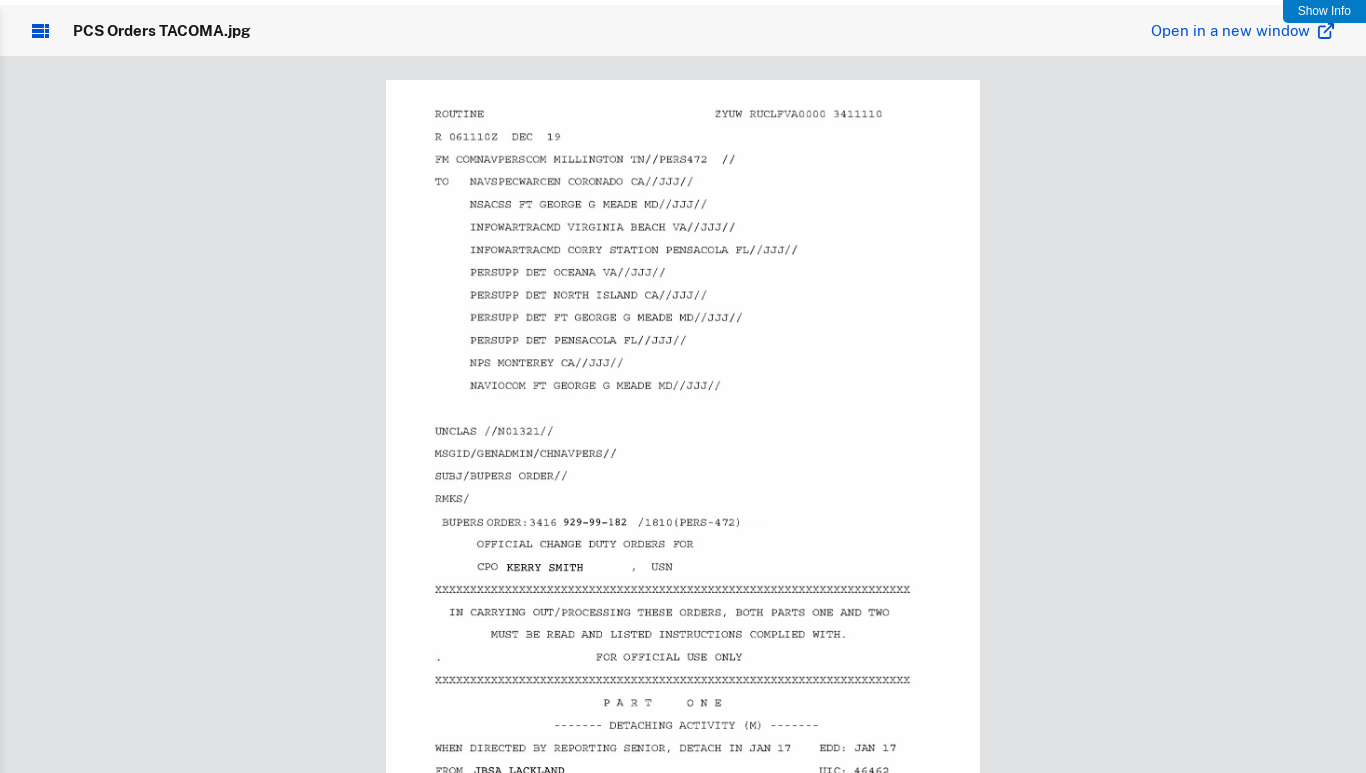 Show Info
PCS Orders TACOMA.jpg
Open in a new window
ROUTINE ZYUW RUCLFVA0000 3411110
R 061110Z DEC 19
FM COMNAVPERSCOM MILLINGTON TN//PERS472 //
TO NAVSPECWARCEN CORONADO CA//JJJ//
NSACSS FT GEORGE G MEADE MD//JJJ//
INFOWARTRACMD VIRGINIA BEACH VA//JJJ//
INFOWARTRACMD CORRY STATION PENSACOLA FL//JJJ//
PERSUPP DET OCEANA VA//JJJ//
PERSUPP DET NORTH ISLAND CA//JJJ//
PERSUPP DET FT GEORGE G MEADE MD//JJJ//
PERSUPP DET PENSACOLA FL//JJJ//
NPS MONTEREY CA//JJJ//
NAVIOCOM FT GEORGE G MEADE MD//JJJ//
UNCLAS //N01321//
MSGID/GENADMIN/CHNAVPERS//
SUBJ/BUPERS ORDER//
RMKS/
BUPERS ORDER:3416 929-99-182 /1810(PERS-472)
OFFICIAL CHANGE DUTY ORDERS FOR
CPO KERRY SMITH , USN
XXXXXXXXXXXXXXXXXXXXXXXXXXXXXXXXXXXXXXXXXXXXXXXXXXXXXXXXXXXXXXXXXXXX
IN CARRYING OUT/PROCESSING THESE ORDERS, BOTH PARTS ONE AND TWO
MUST BE READ AND LISTED INSTRUCTIONS COMPLIED WITH.
. FOR OFFICIAL USE ONLY
XXXXXXXXXXXXXXXXXXXXXXXXXXXXXXXXXXXXXXXXXXXXXXXXXXXXXXXXXXXXXXXXXXXX
P A R T O N E
------- DETACHING ACTIVITY (M) -------
WHEN DIRECTED BY REPORTING SENIOR, DETACH IN JAN 17 EDD: JAN 17
FROM JBSA LACKLAND UIC: 46462